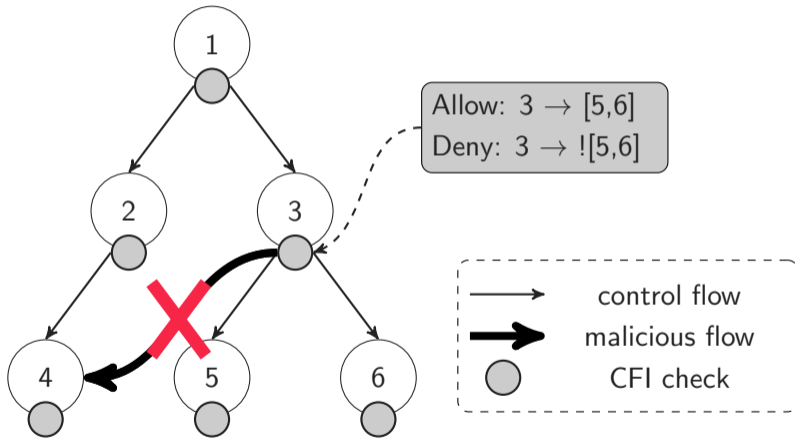 1
Allow: 3 → [5,6]
Deny: 3 → ![5,6]
2
3
control flow
malicious flow
4
5
6
CFI check